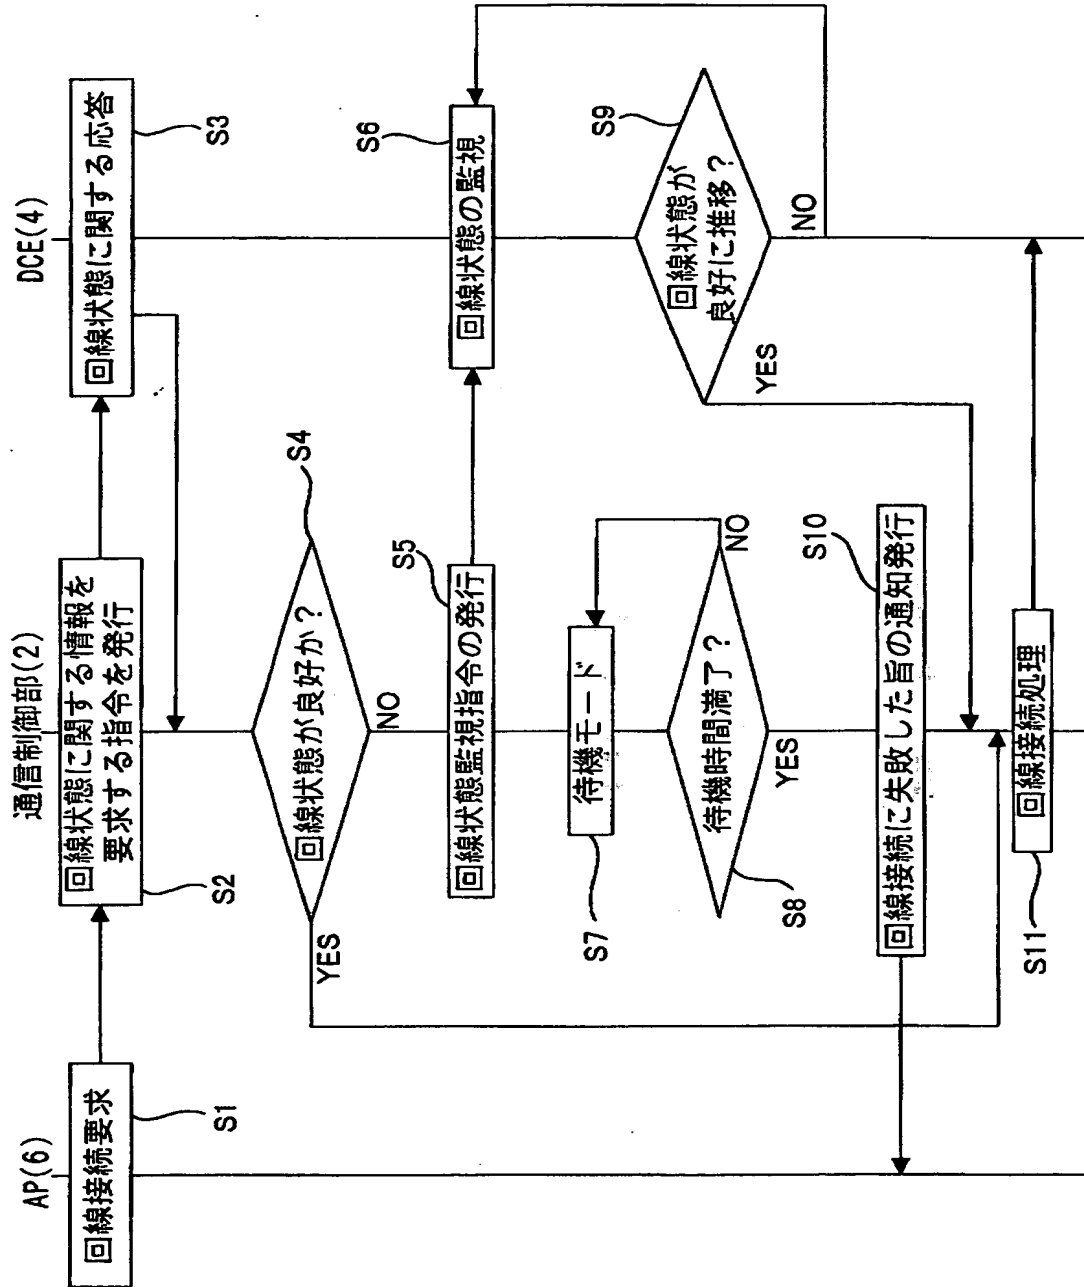 AP(6)
通信制御部(2)
DCE(4)
回線接続要求
S1
回線状態に関する情報を
要求する指令を発行
S2
回線状態に関する応答
S3
回線状態が良好か？
S4
YES
NO
回線状態監視指令の発行
S5
回線状態の監視
S6
待機モード
S7
待機時間満了？
S8
NO
YES
回線状態が
良好に推移？
S9
YES
NO
回線接続に失敗した旨の通知発行
S10
回線接続処理
S11